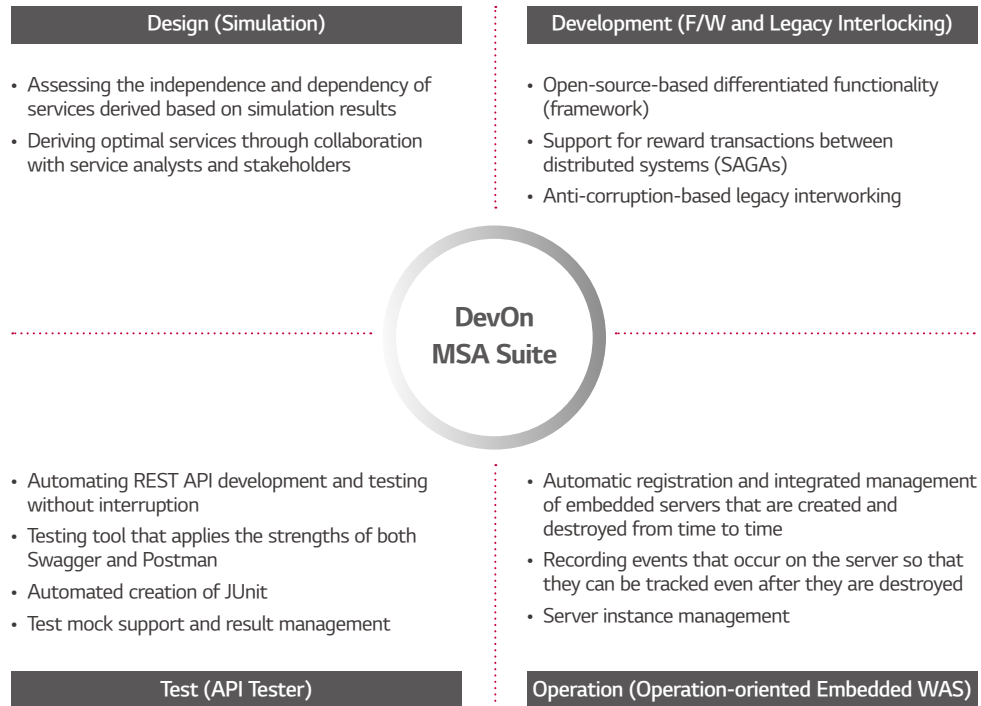 Design (Simulation)
• Assessing the independence and dependency of
services derived based on simulation results
• Deriving optimal services through collaboration
with service analysts and stakeholders
Development (F/W and Legacy Interlocking)
• Open-source-based differentiated functionality
(framework)
• Support for reward transactions between
distributed systems (SAGAs)
• Anti-corruption-based legacy interworking
DevOn
MSA Suite
• Automating REST API development and testing
without interruption
• Testing tool that applies the strengths of both
Swagger and Postman
• Automated creation of JUnit
• Test mock support and result management
Test (API Tester)
• Automatic registration and integrated management
of embedded servers that are created and
destroyed from time to time
• Recording events that occur on the server so that
they can be tracked even after they are destroyed
• Server instance management
Operation (Operation-oriented Embedded WAS)